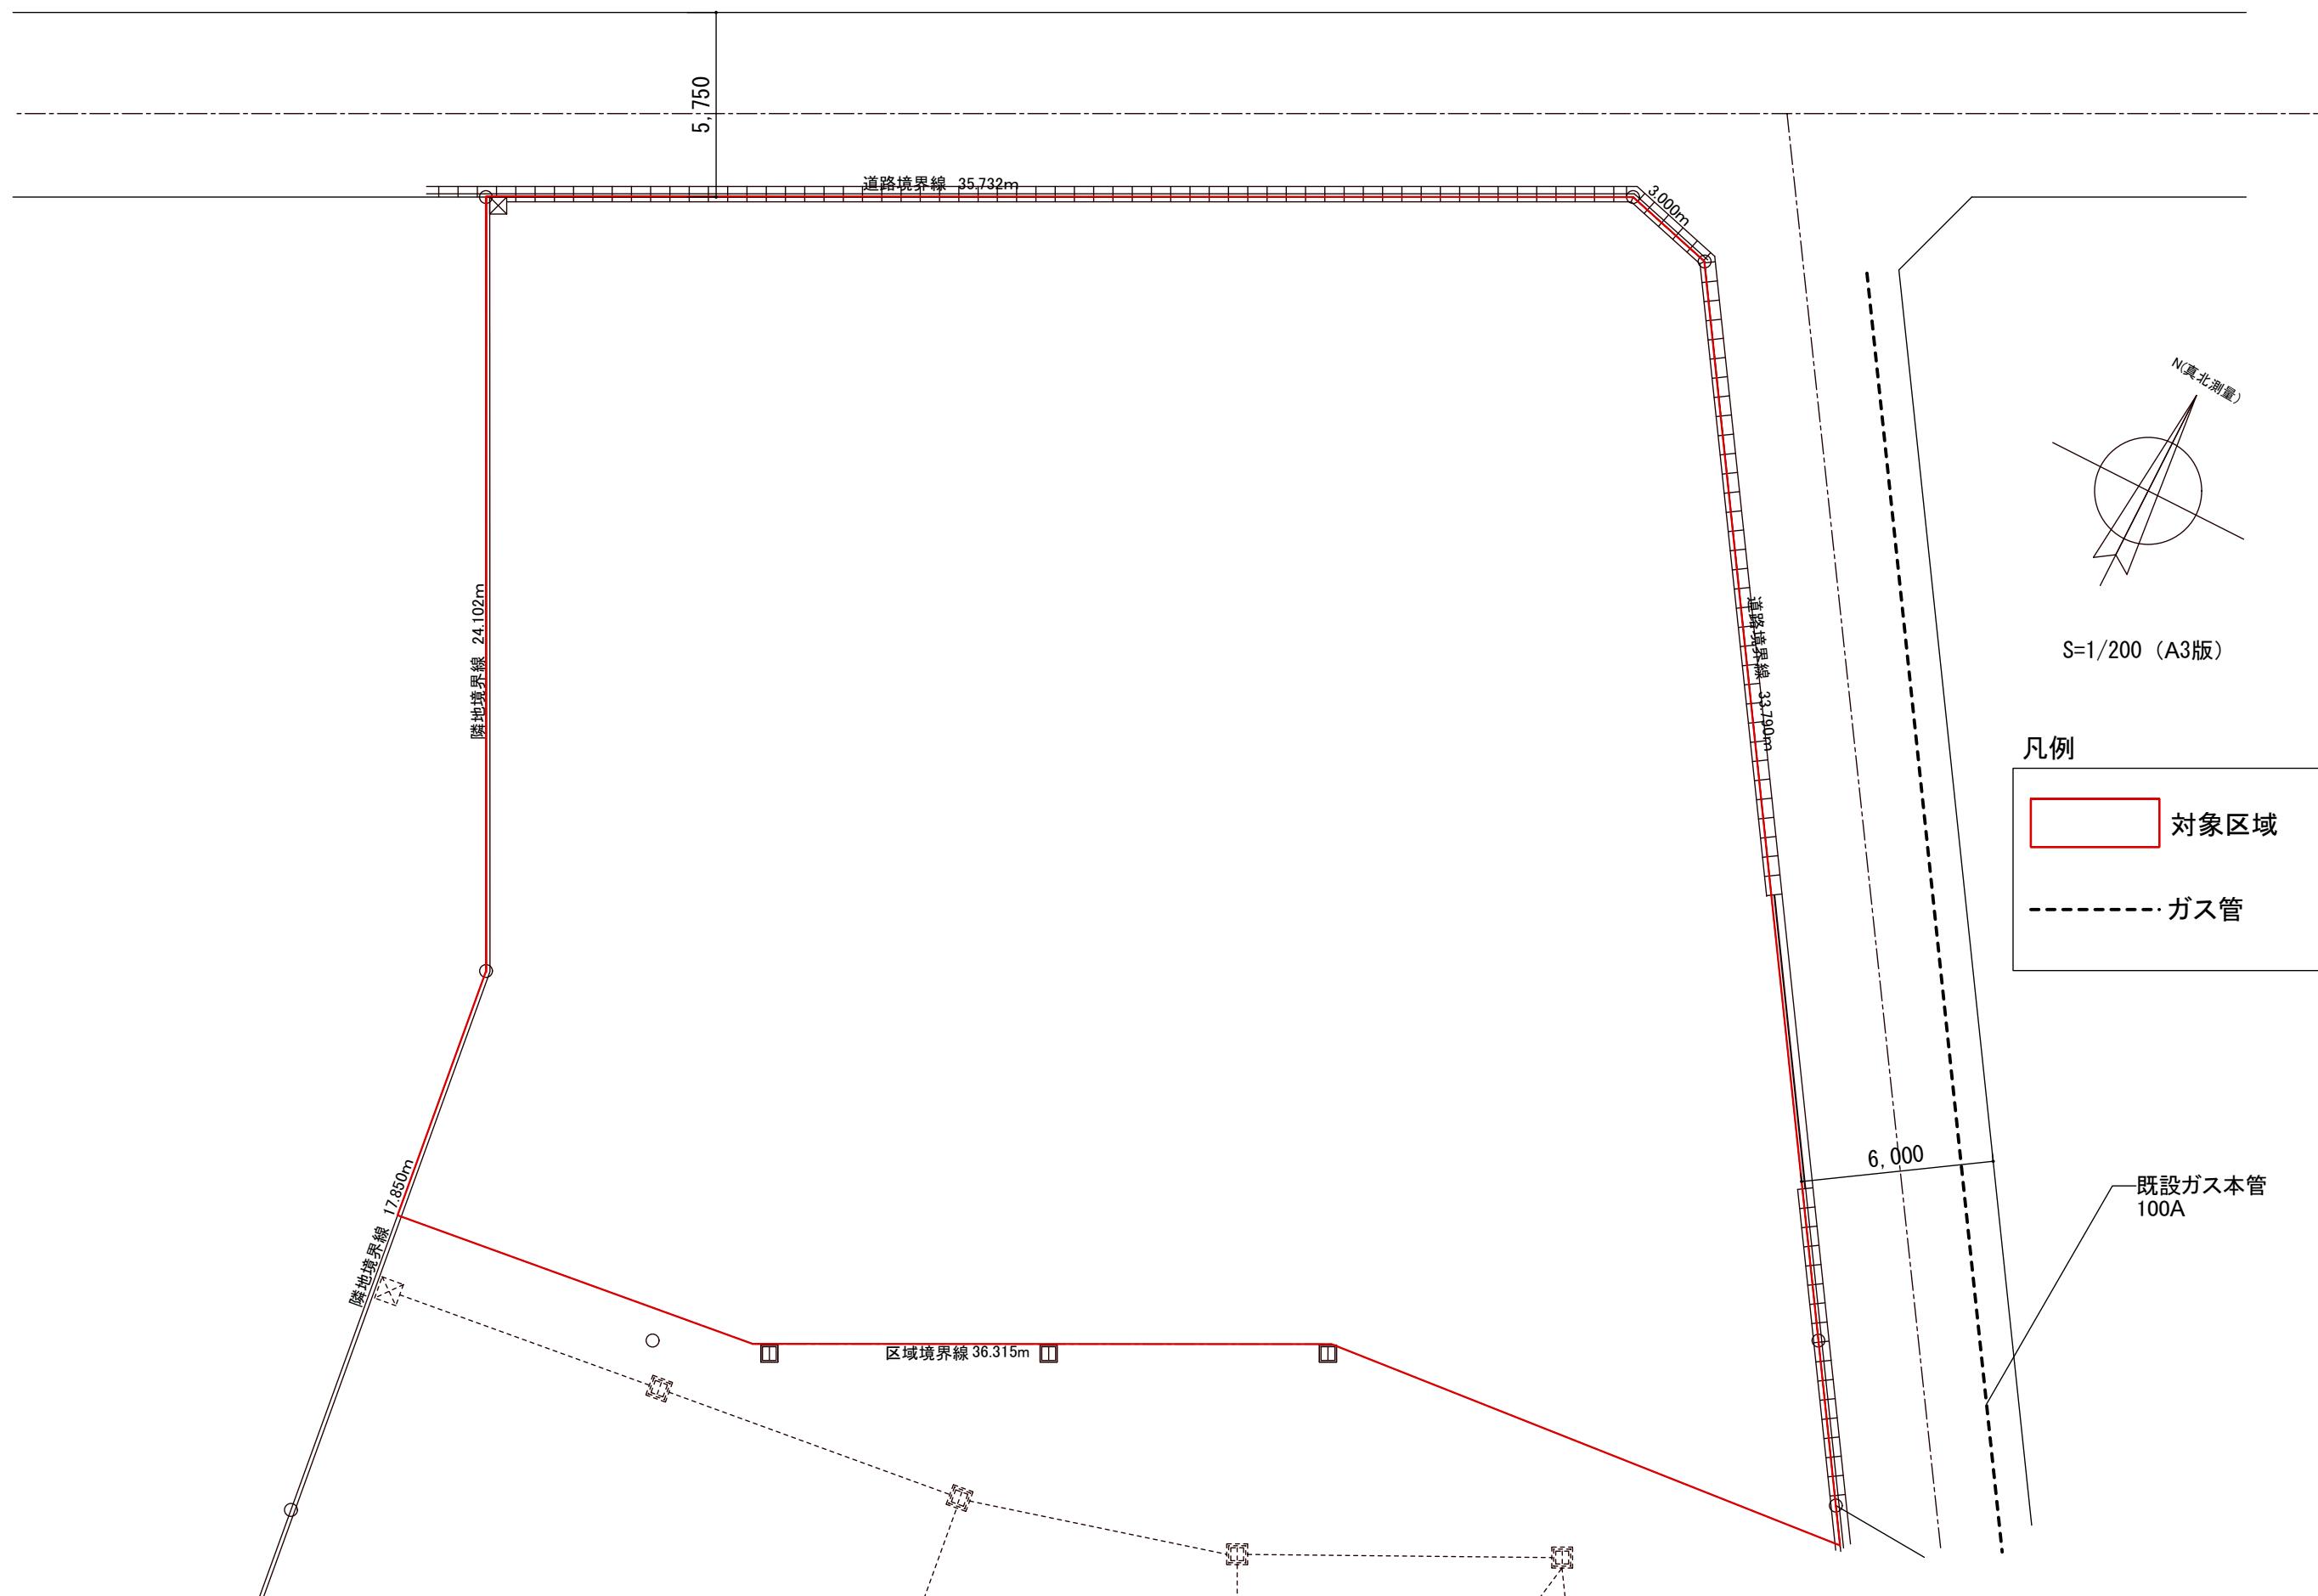 5,750
道路境界線 35.732m
3.000m
N(真北測量)
隣地境界線 24.102m
道路境界線 33.790m
S=1/200（A3版）
凡例
対象区域
ガス管
6,000
隣地境界線 17.850m
既設ガス本管
100A
区域境界線 36.315m